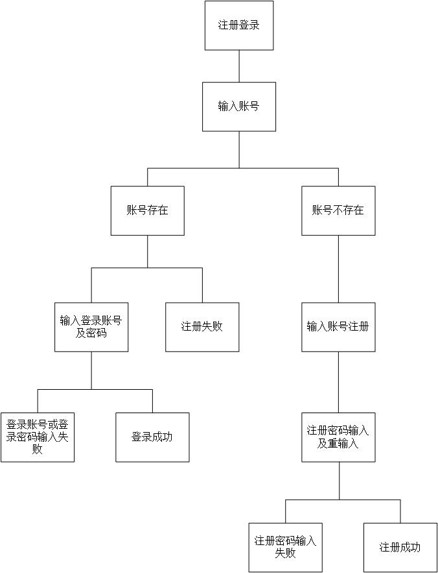 注册登录
输入账号
账号存在
账号不存在
输入登录账号
及密码
注册失败
输入账号注册
登录账号或登
录密码输入失
败
登录成功
注册密码输入
及重输入
注册密码输入
失败
注册成功